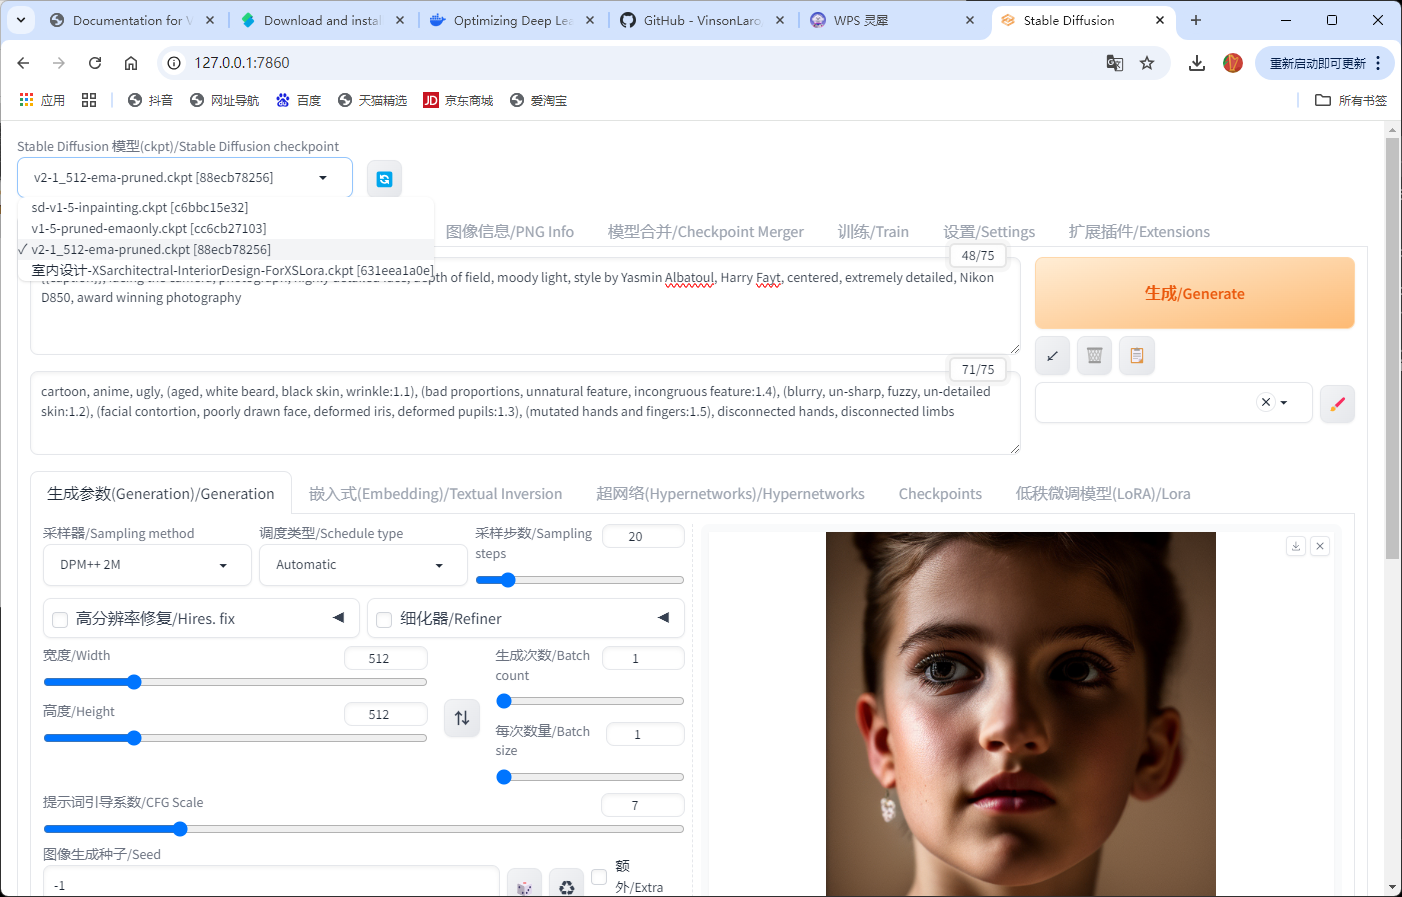 Documentation for V
Download and instal
Optimizing Deep Lea
GitHub - VinsonLaro
WPS 灵犀
Stable Diffusion
127.0.0.1:7860
重新启动即可更新
应用
抖音
网址导航
百度
天猫精选
JD
京东商城
爱淘宝
所有书签
Stable Diffusion 模型(ckpt)/Stable Diffusion checkpoint
v2-1_512-ema-pruned.ckpt [88ecb78256]
sd-v1-5-inpainting.ckpt [c6bbc15e32]
v1-5-pruned-emaonly.ckpt [cc6cb27103]
✓ v2-1_512-ema-pruned.ckpt [88ecb78256]
室内设计-XSarchitectral-InteriorDesign-ForXSLora.ckpt [631eea1a0e]
图像信息/PNG Info
模型合并/Checkpoint Merger
训练/Train
设置/Settings
扩展插件/Extensions
48/75
pth of field, moody light, style by Yasmin Albatoul, Harry Fayt, centered, extremely detailed, Nikon
D850, award winning photography
生成/Generate
71/75
cartoon, anime, ugly, (aged, white beard, black skin, wrinkle:1.1), (bad proportions, unnatural feature, incongruous feature:1.4), (blurry, un-sharp, fuzzy, un-detailed
skin:1.2), (facial contortion, poorly drawn face, deformed iris, deformed pupils:1.3), (mutated hands and fingers:1.5), disconnected hands, disconnected limbs
生成参数(Generation)/Generation
嵌入式(Embedding)/Textual Inversion
超网络(Hypernetworks)/Hypernetworks
Checkpoints
低秩微调模型(LoRA)/Lora
采样器/Sampling method
DPM++ 2M
调度类型/Schedule type
Automatic
采样步数/Sampling
steps
20
高分辨率修复/Hires. fix
细化器/Refiner
宽度/Width
512
高度/Height
512
生成次数/Batch
count
1
每次数量/Batch
size
1
提示词引导系数/CFG Scale
7
图像生成种子/Seed
-1
额
外/Extra